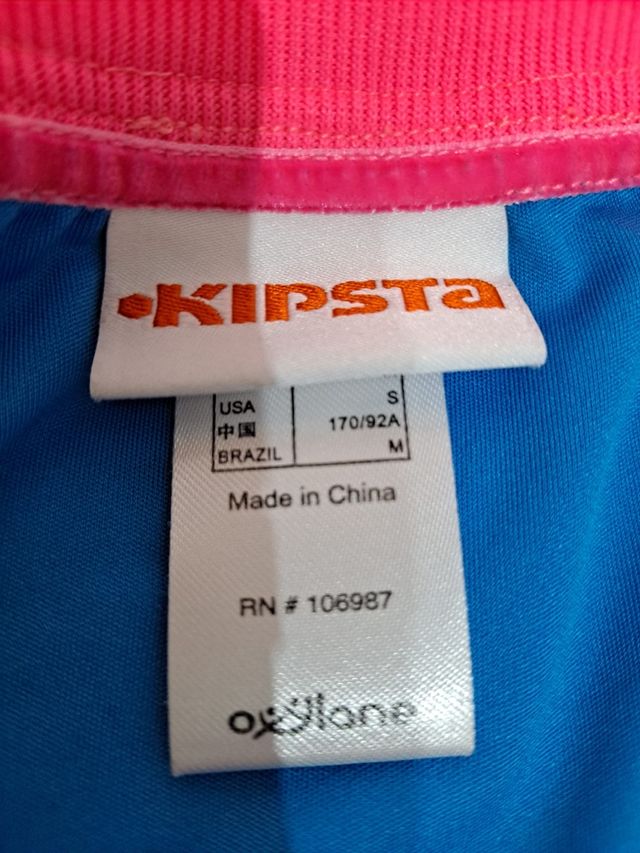 KIPSTA
USA S
中国 170/92A
BRAZIL M
Made in China
RN # 106987
oxylane